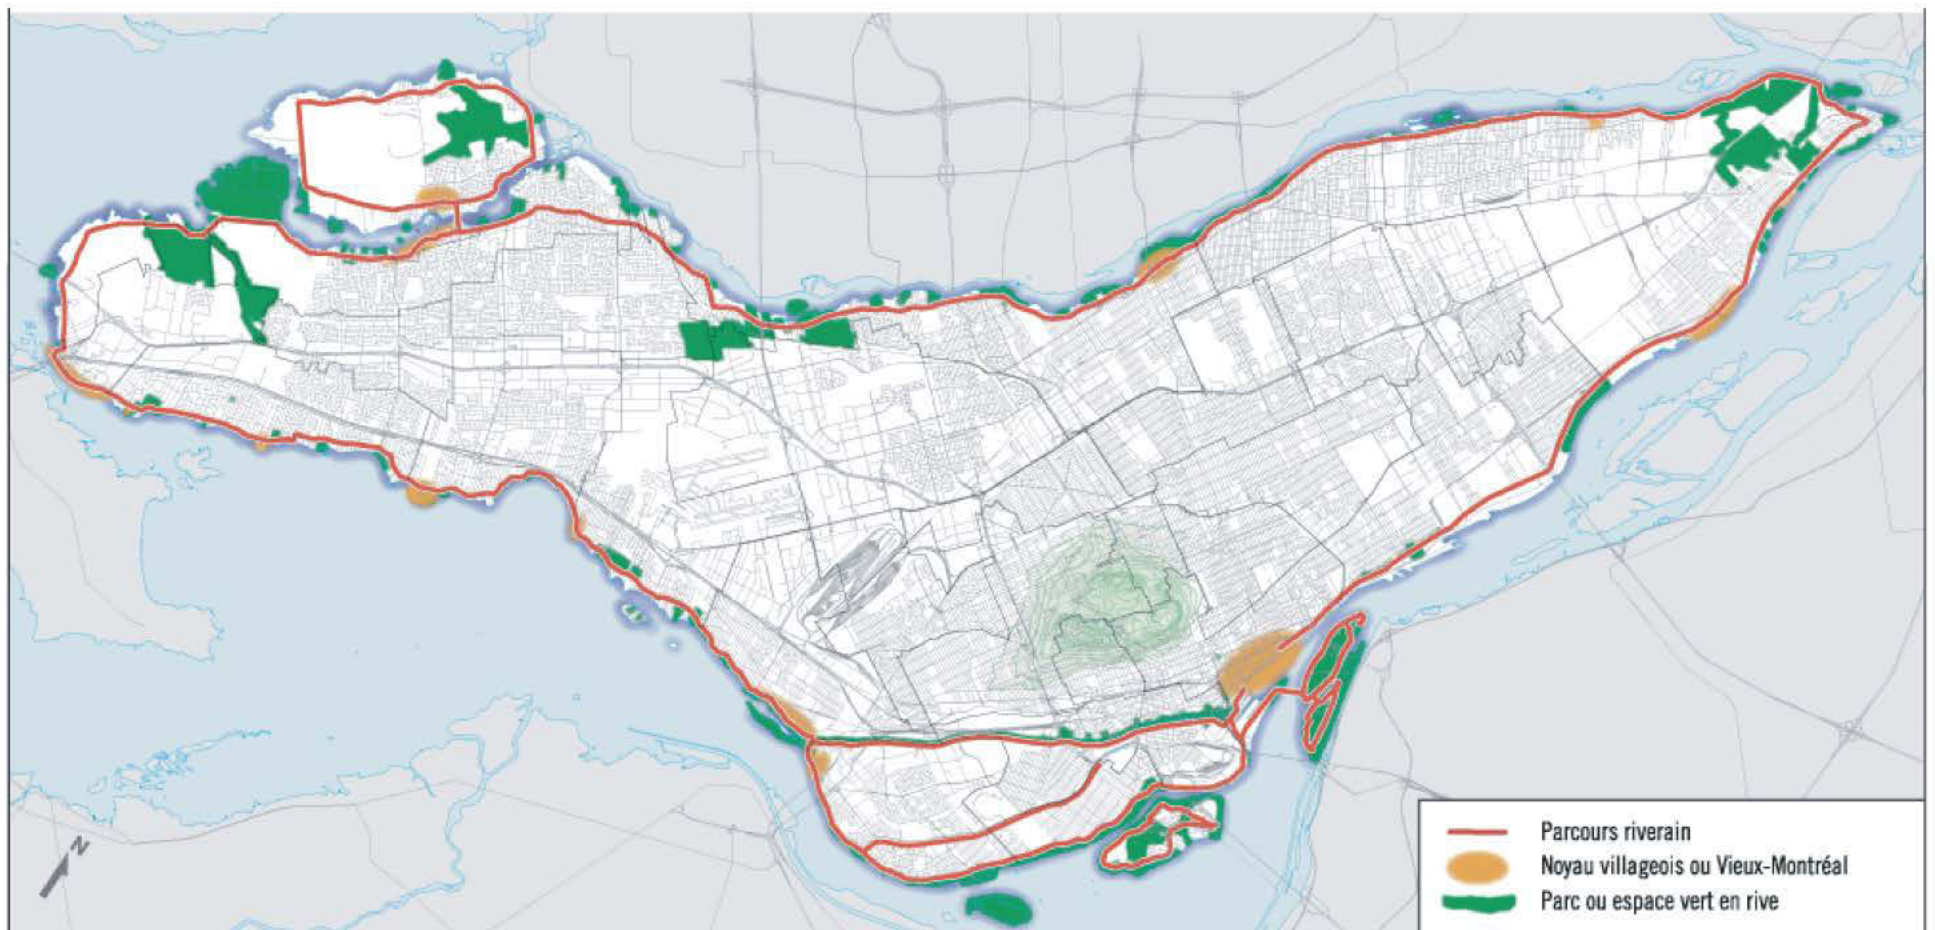 N
Parcours riverain
Noyau villageois ou Vieux-Montréal
Parc ou espace vert en rive